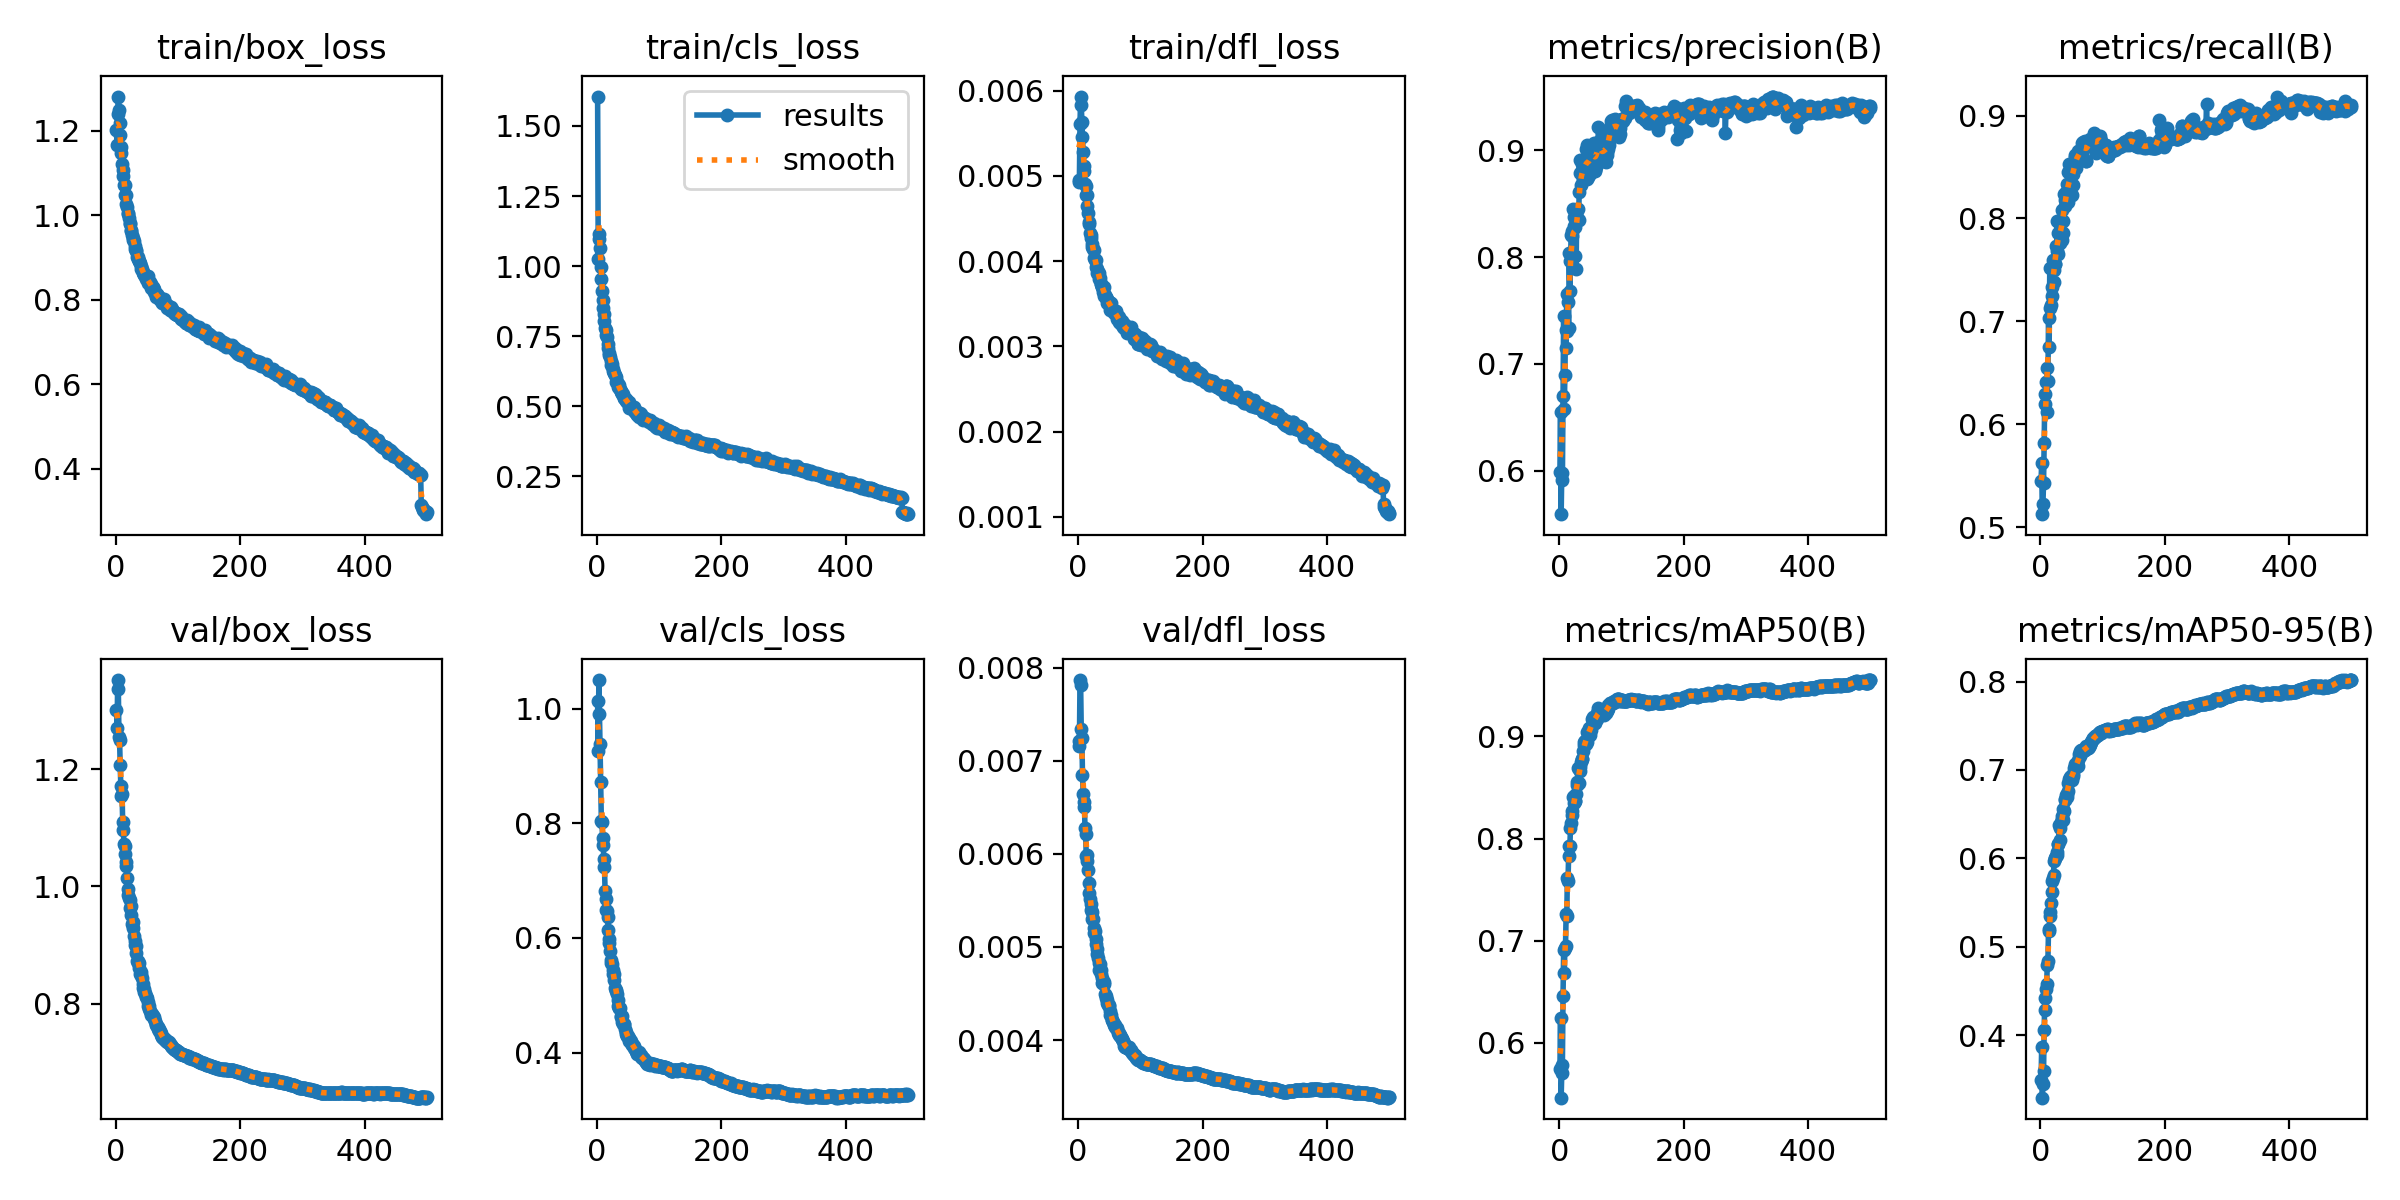 train/box_loss
train/cls_loss
train/dfl_loss
metrics/precision(B)
metrics/recall(B)
1.2
1.0
0.8
0.6
0.4
0 200 400
1.50
1.25
1.00
0.75
0.50
0.25
results
smooth
0 200 400
0.006
0.005
0.004
0.003
0.002
0.001
0 200 400
0.9
0.8
0.7
0.6
0 200 400
0.9
0.8
0.7
0.6
0.5
0 200 400
val/box_loss
val/cls_loss
val/dfl_loss
metrics/mAP50(B)
metrics/mAP50-95(B)
1.2
1.0
0.8
0 200 400
1.0
0.8
0.6
0.4
0 200 400
0.008
0.007
0.006
0.005
0.004
0 200 400
0.9
0.8
0.7
0.6
0 200 400
0.8
0.7
0.6
0.5
0.4
0 200 400